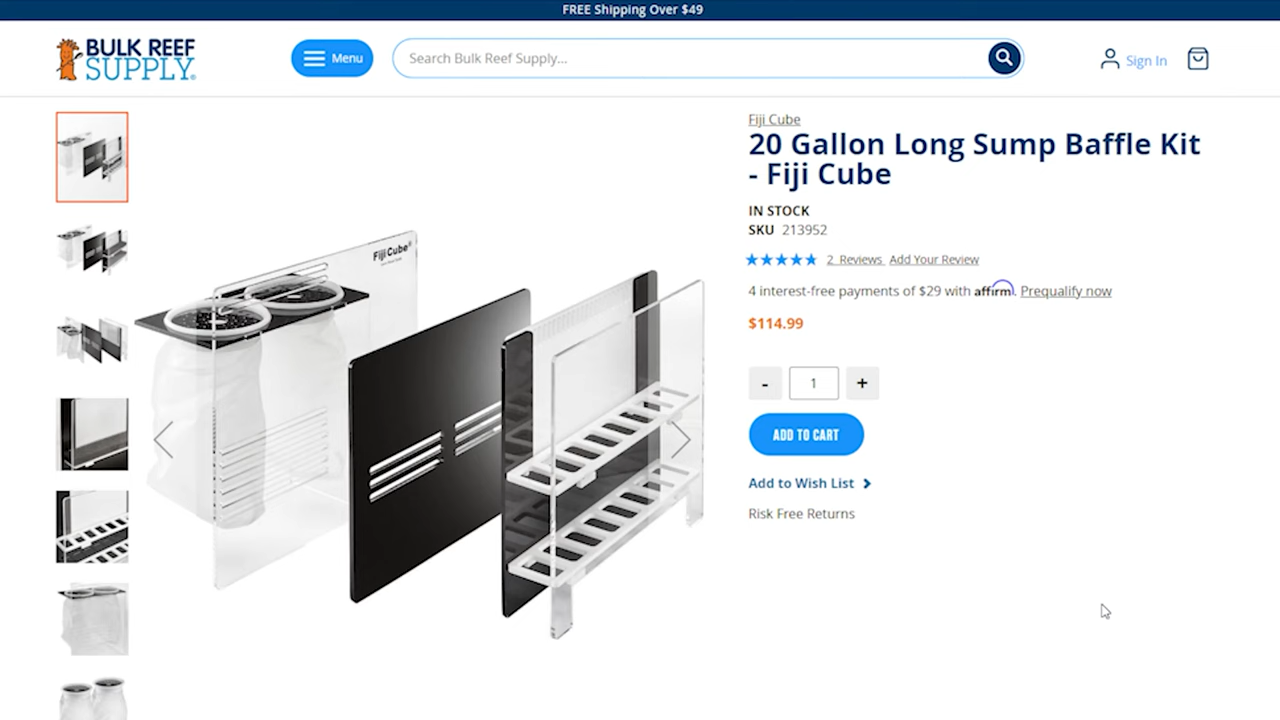 FREE Shipping Over $49
BULK REEF
SUPPLY®
Menu
Search Bulk Reef Supply...
Sign In
Fiji Cube
20 Gallon Long Sump Baffle Kit
- Fiji Cube
IN STOCK
SKU 213952
2 Reviews Add Your Review
4 interest-free payments of $29 with affirm. Prequalify now
$114.99
- 1 +
ADD TO CART
Add to Wish List
Risk Free Returns
Fiji Cube®